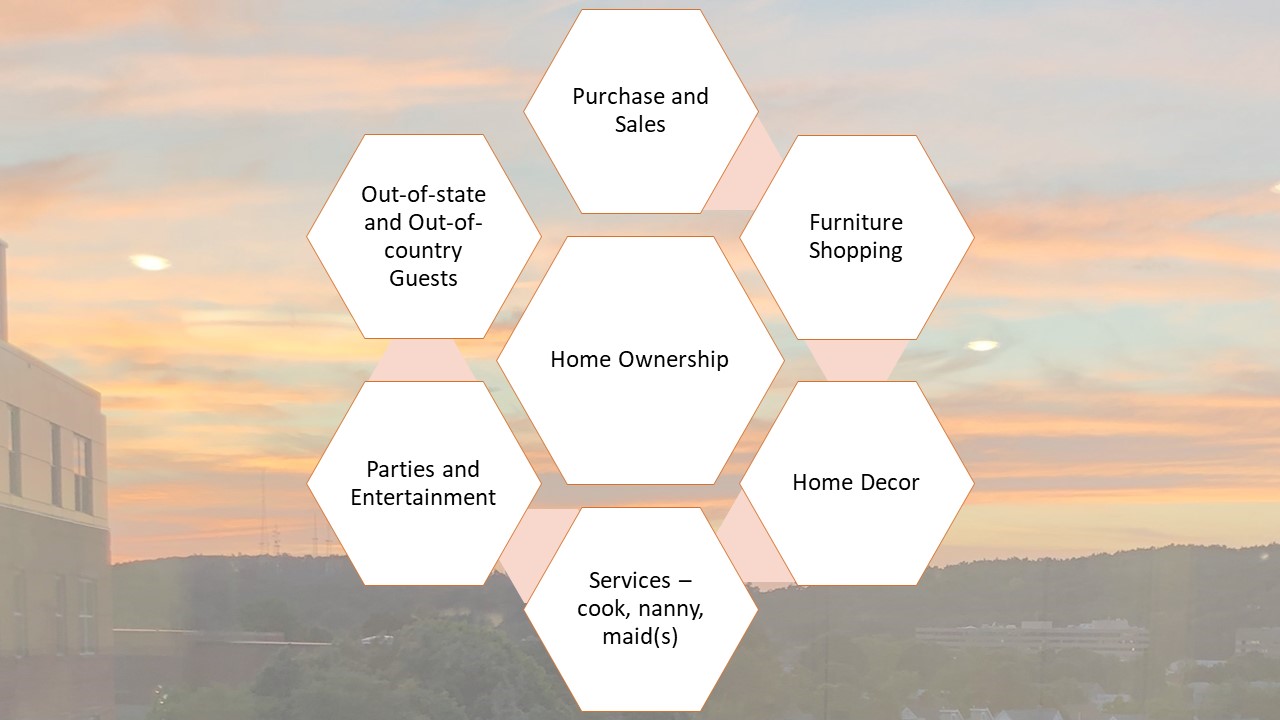 Purchase and
Sales
Furniture
Shopping
Home Decor
Services –
cook, nanny,
maid(s)
Parties and
Entertainment
Out-of-state
and Out-of-
country
Guests
Home Ownership